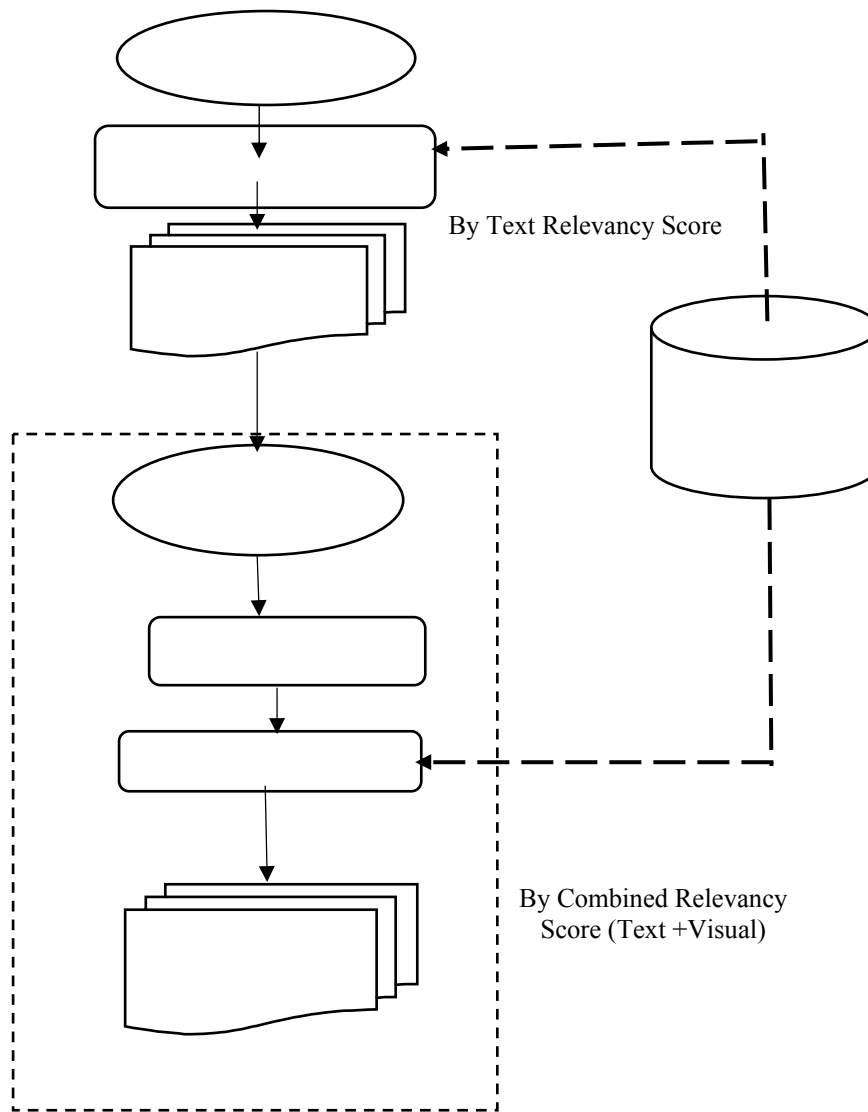 By Text Relevancy Score
By Combined Relevancy
Score (Text +Visual)